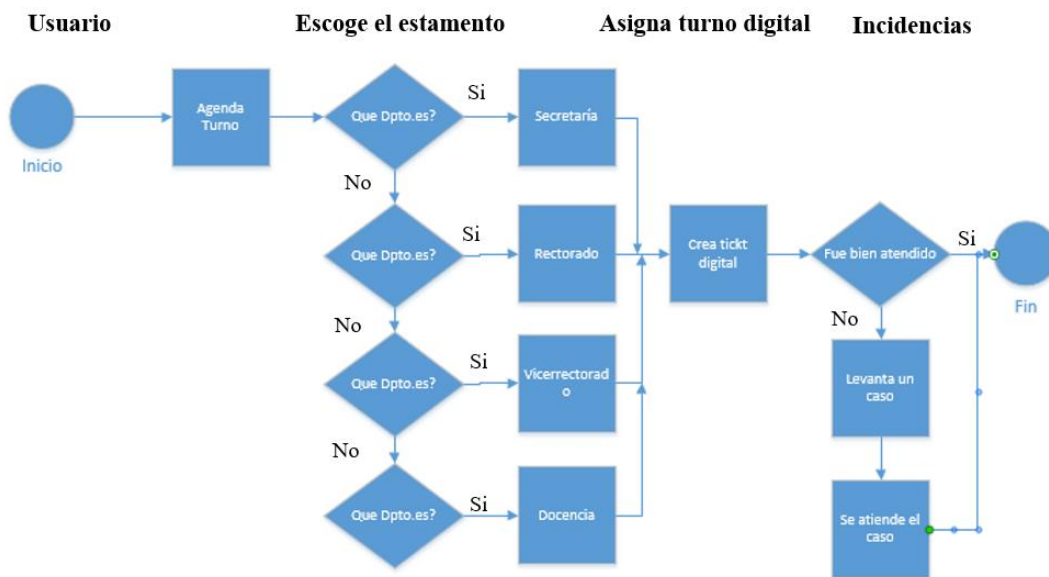 Usuario
Escoge el estamento
Asigna turno digital
Incidencias
Inicio
Agenda
Turno
Que Dpto.es?
Si
Secretaría
No
Que Dpto.es?
Si
Rectorado
Crea tickt
digital
Fue bien atendido
Si
Fin
No
No
Que Dpto.es?
Si
Vicerrectorad
o
Levanta un
caso
No
Que Dpto.es?
Si
Docencia
Se atiende el
caso